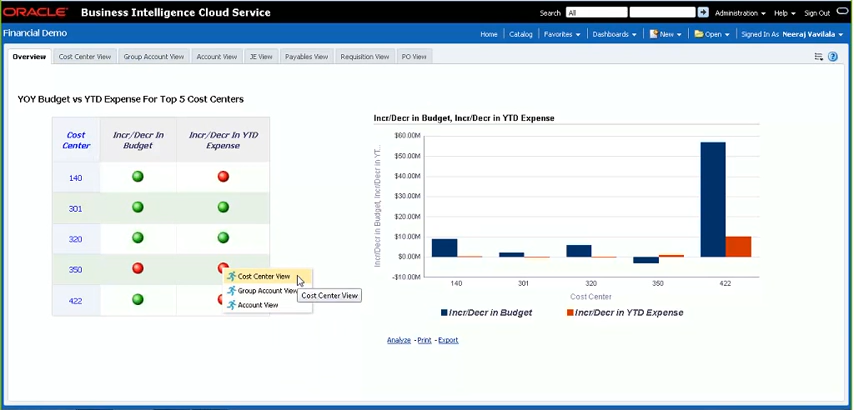 ORACLE Business Intelligence Cloud Service
Search All Administration Help Sign Out
Financial Demo
Home Catalog Favorites Dashboards New Open Signed In As Neeraj Vavilala
Overview Cost Center View Group Account View Account View JE View Payables View Requisition View PO View
YOY Budget vs YTD Expense For Top 5 Cost Centers
Cost Center
Incr/Decr In Budget
Incr/Decr In YTD Expense
140
301
320
350
422
Cost Center View
Group Account View
Account View
Cost Center View
Incr/Decr in Budget, Incr/Decr in YTD Expense
Incr/Decr in Budget, Incr/Decr in YT...
$60.00M
$50.00M
$40.00M
$30.00M
$20.00M
$10.00M
$0.00M
-$10.00M
140 301 320 350 422
Cost Center
Incr/Decr in Budget Incr/Decr in YTD Expense
Analyze - Print - Export